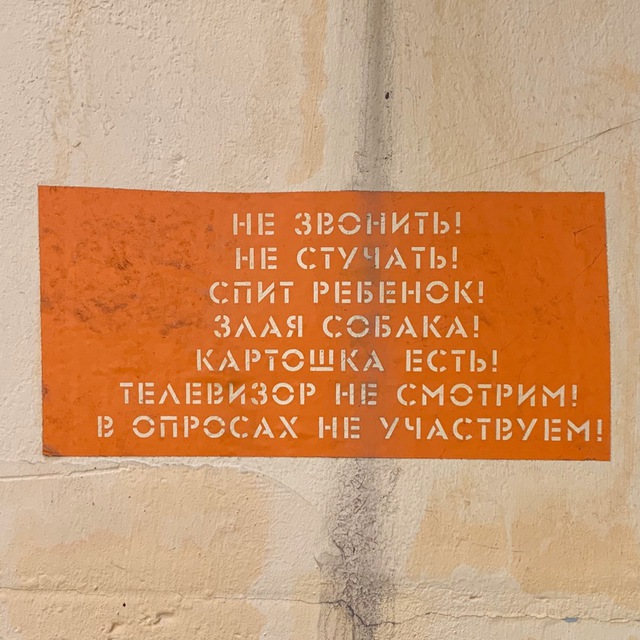 НЕ ЗВОНИТЬ!
НЕ СТУЧАТЬ!
СПИТ РЕБЕНОК!
ЗЛАЯ СОБАКА!
КАРТОШКА ЕСТЬ!
ТЕЛЕВИЗОР НЕ СМОТРИМ!
В ОПРОСАХ НЕ УЧАСТВУЕМ!